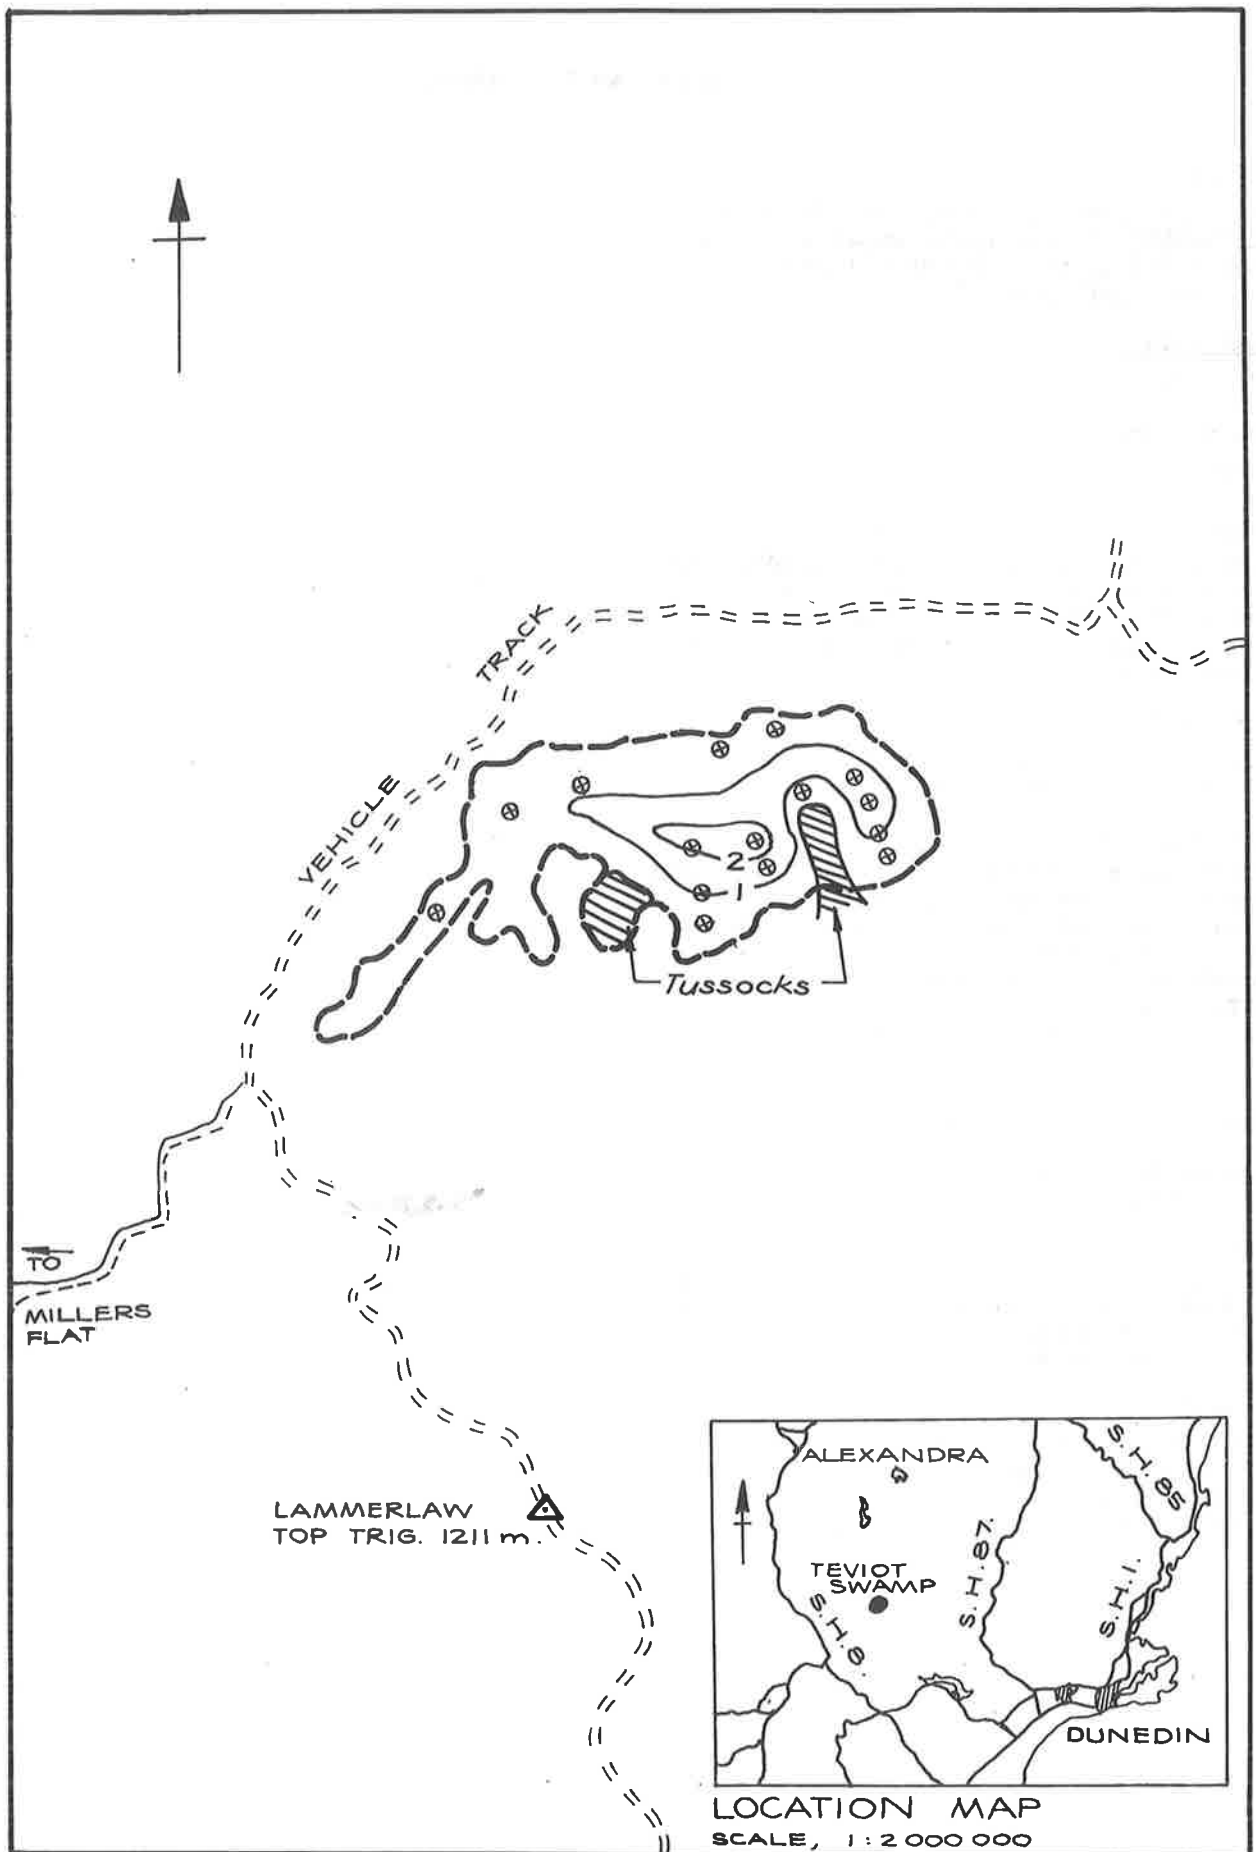 VEHICLE TRACK
2
1
Tussocks
TO
MILLERS
FLAT
LAMMERLAW
TOP TRIG. 1211 m.
ALEXANDRA
S.H.85
TEVIOT
SWAMP
S.H.87.
S.H.8.
S.H.1.
DUNEDIN
LOCATION MAP
SCALE, 1:2 000 000